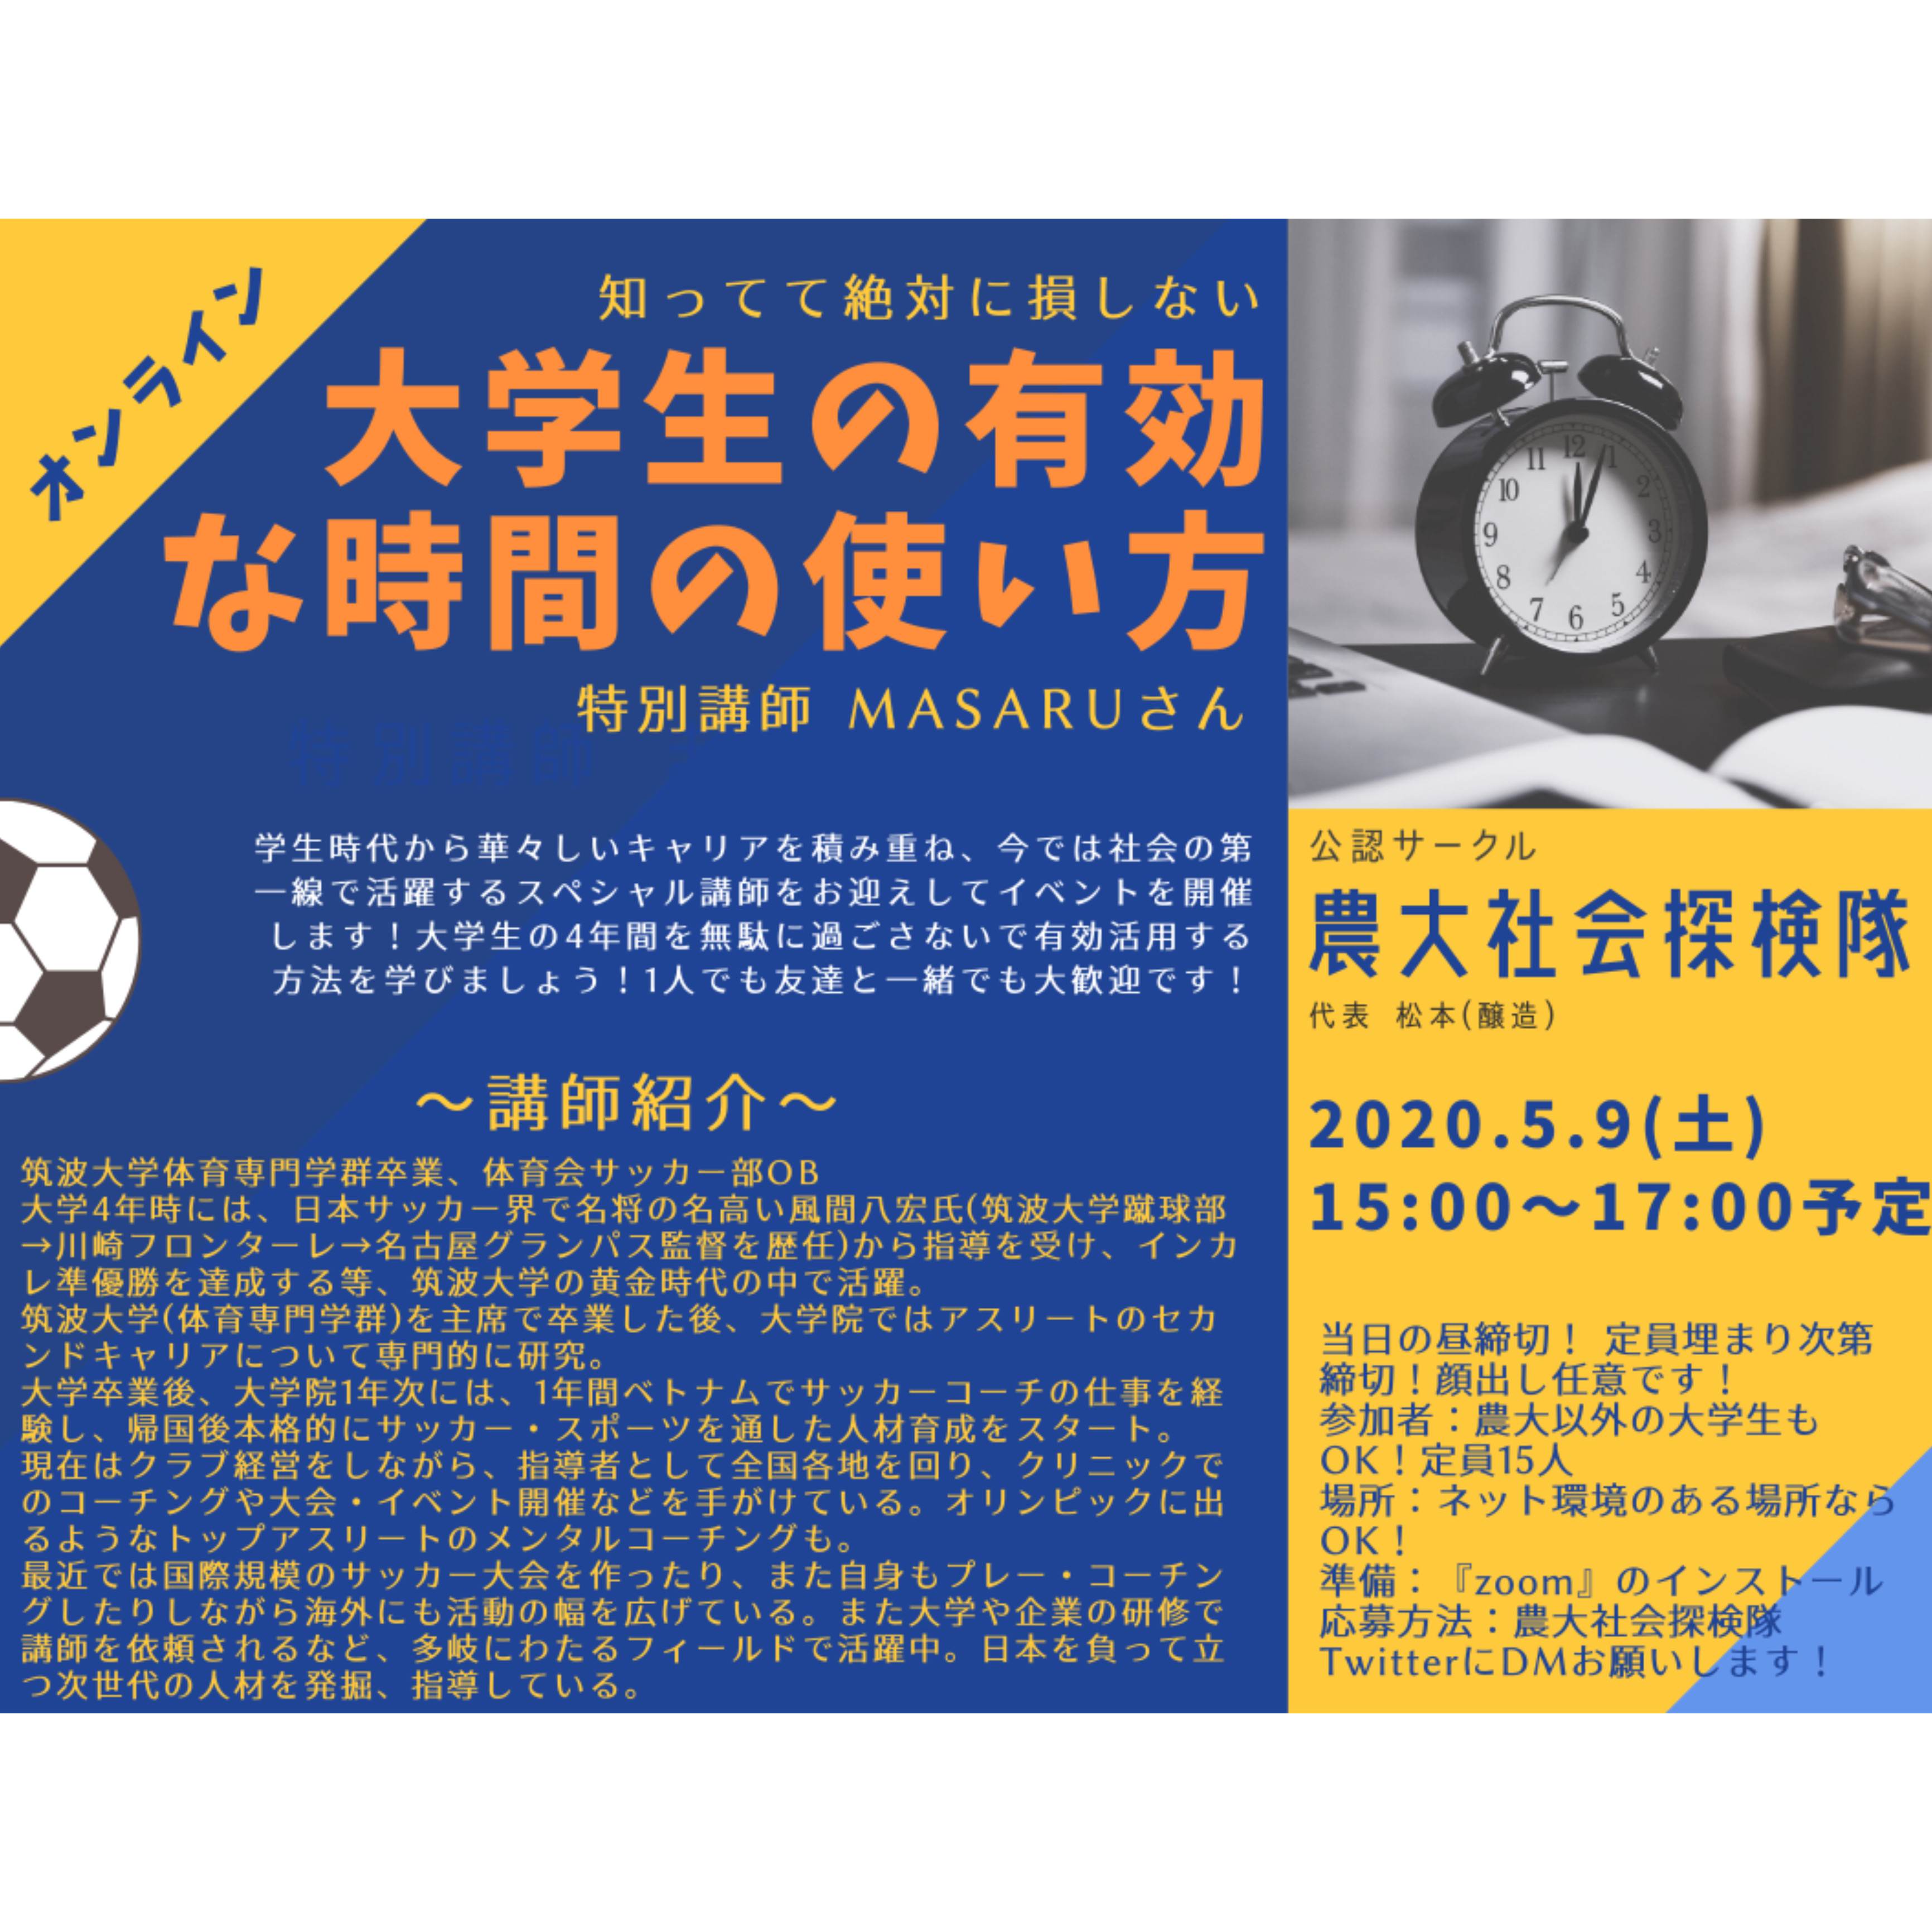 オンライン
知ってて絶対に損しない
大学生の有効
な時間の使い方
特別講師 MASARUさん
特別講師
学生時代から華々しいキャリアを積み重ね、今では社会の第
一線で活躍するスペシャル講師をお迎えしてイベントを開催
します！大学生の4年間を無駄に過ごさないで有効活用する
方法を学びましょう！1人でも友達と一緒でも大歓迎です！
〜講師紹介〜
筑波大学体育専門学群卒業、体育会サッカー部OB
大学4年時には、日本サッカー界で名将の名高い風間八宏氏(筑波大学蹴球部
→川崎フロンターレ→名古屋グランパス監督を歴任)から指導を受け、インカ
レ準優勝を達成する等、筑波大学の黄金時代の中で活躍。
筑波大学(体育専門学群)を主席で卒業した後、大学院ではアスリートのセカ
ンドキャリアについて専門的に研究。
大学卒業後、大学院1年次には、1年間ベトナムでサッカーコーチの仕事を経
験し、帰国後本格的にサッカー・スポーツを通した人材育成をスタート。
現在はクラブ経営をしながら、指導者として全国各地を回り、クリニックで
のコーチングや大会・イベント開催などを手がけている。オリンピックに出
るようなトップアスリートのメンタルコーチングも。
最近では国際規模のサッカー大会を作ったり、また自身もプレー・コーチン
グしたりしながら海外にも活動の幅を広げている。また大学や企業の研修で
講師を依頼されるなど、多岐にわたるフィールドで活躍中。日本を負って立
つ次世代の人材を発掘、指導している。
12
1
2
3
4
5
6
7
8
9
10
11
公認サークル
農大社会探検隊
代表 松本(醸造)
2020.5.9(土)
15:00〜17:00予定
当日の昼締切！ 定員埋まり次第
締切！顔出し任意です！
参加者：農大以外の大学生も
OK！定員15人
場所：ネット環境のある場所なら
OK！
準備：『zoom』のインストール
応募方法：農大社会探検隊
TwitterにDMお願いします！